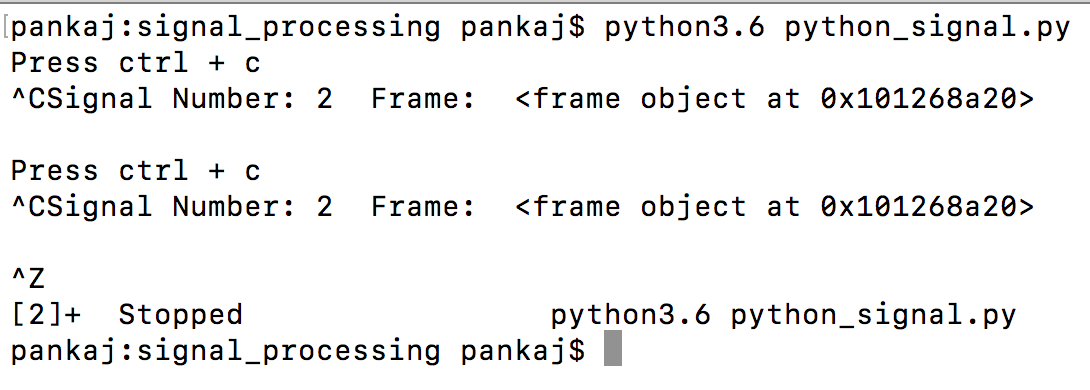 [pankaj:signal_processing pankaj$ python3.6 python_signal.py
Press ctrl + c
^CSignal Number: 2  Frame:  <frame object at 0x101268a20>
Press ctrl + c
^CSignal Number: 2  Frame:  <frame object at 0x101268a20>
^Z
[2]+  Stopped                 python3.6 python_signal.py
pankaj:signal_processing pankaj$